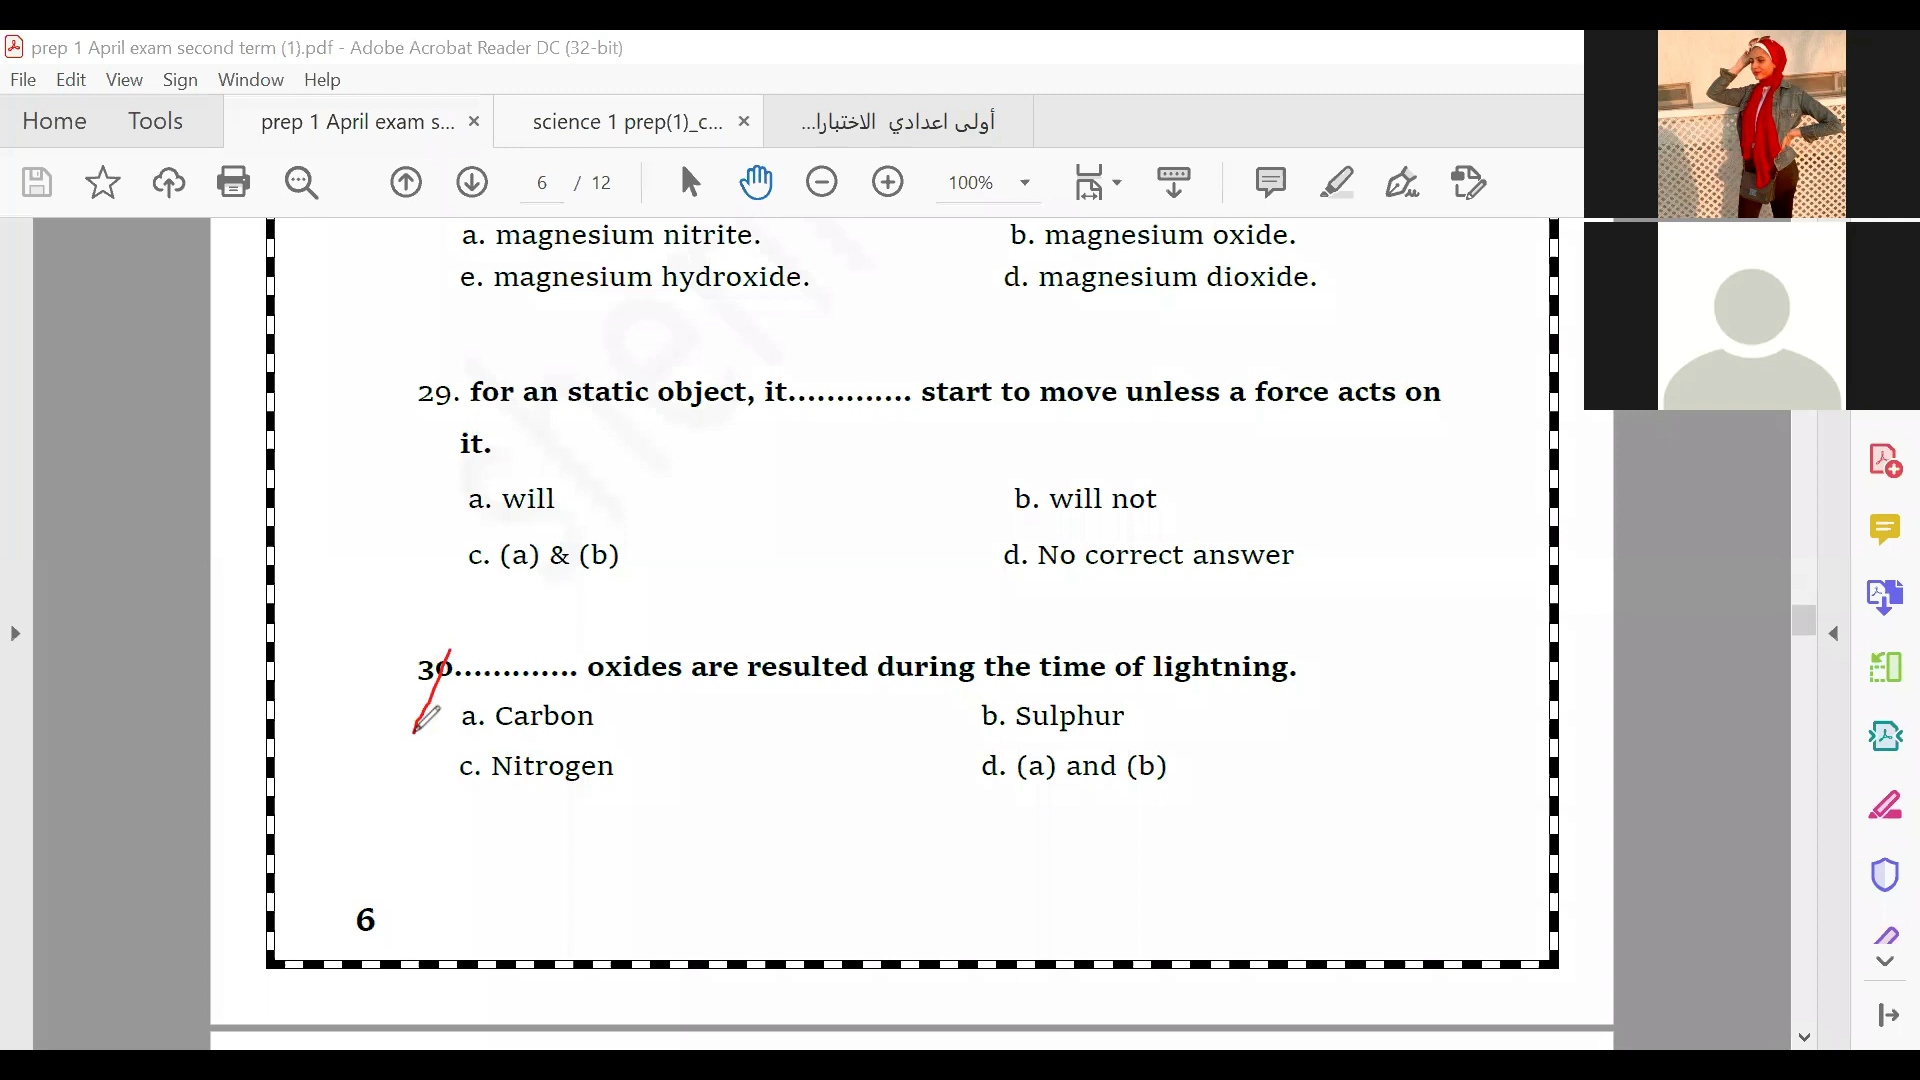 prep 1 April exam second term (1).pdf - Adobe Acrobat Reader DC (32-bit)
File Edit View Sign Window Help
Home Tools prep 1 April exam s... × science 1 prep(1)_c... × أولى اعدادي الاختبارا...
6 / 12 100%
a. magnesium nitrite. b. magnesium oxide.
e. magnesium hydroxide. d. magnesium dioxide.
29. for an static object, it............. start to move unless a force acts on
it.
a. will b. will not
c. (a) & (b) d. No correct answer
30............. oxides are resulted during the time of lightning.
a. Carbon b. Sulphur
c. Nitrogen d. (a) and (b)
6